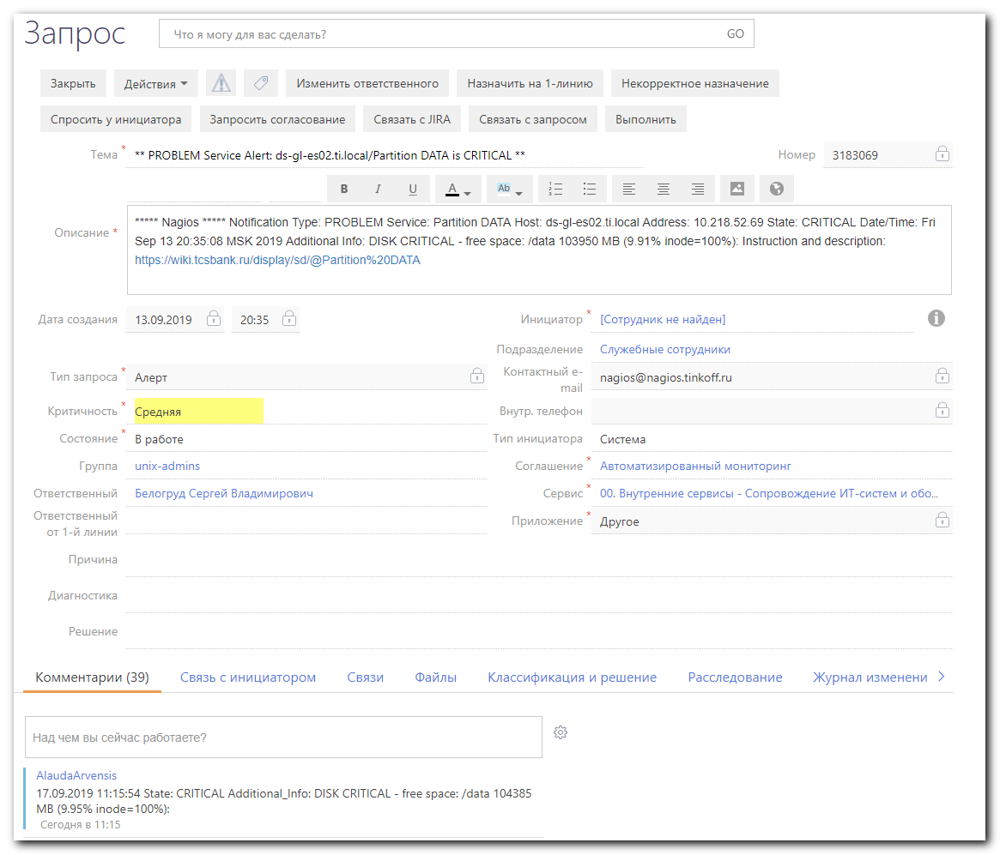 Запрос
Что я могу для вас сделать? GO
Закрыть Действия Изменить ответственного Назначить на 1-линию Некорректное назначение
Спросить у инициатора Запросить согласование Связать с JIRA Связать с запросом Выполнить
Тема * ** PROBLEM Service Alert: ds-gl-es02.ti.local/Partition DATA is CRITICAL ** Номер 3183069
B I U A Ab
Описание * ***** Nagios ***** Notification Type: PROBLEM Service: Partition DATA Host: ds-gl-es02.ti.local Address: 10.218.52.69 State: CRITICAL Date/Time: Fri
Sep 13 20:35:08 MSK 2019 Additional Info: DISK CRITICAL - free space: /data 103950 MB (9.91% inode=100%): Instruction and description:
https://wiki.tcsbank.ru/display/sd/@Partition%20DATA
Дата создания 13.09.2019 20:35 Инициатор * [Сотрудник не найден]
Подразделение Служебные сотрудники
Тип запроса * Алерт Контактный e-
mail nagios@nagios.tinkoff.ru
Критичность * Средняя Внутр. телефон
Состояние * В работе Тип инициатора Система
Группа unix-admins Соглашение * Автоматизированный мониторинг
Ответственный Белогруд Сергей Владимирович Сервис * 00. Внутренние сервисы - Сопровождение ИТ-систем и обо...
Ответственный
от 1-й линии Приложение * Другое
Причина
Диагностика
Решение
Комментарии (39) Связь с инициатором Связи Файлы Классификация и решение Расследование Журнал изменени
Над чем вы сейчас работаете?
AlaudaArvensis
17.09.2019 11:15:54 State: CRITICAL Additional_Info: DISK CRITICAL - free space: /data 104385
MB (9.95% inode=100%):
Сегодня в 11:15